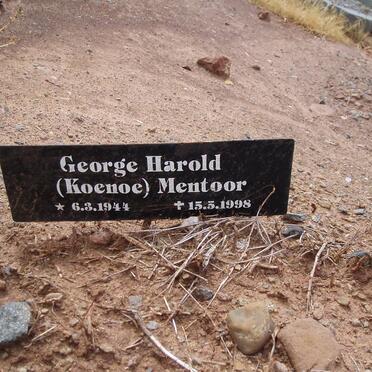 George Harold
(Koenoe) Mentoor
★ 6.3.1944 ✝ 15.5.1998